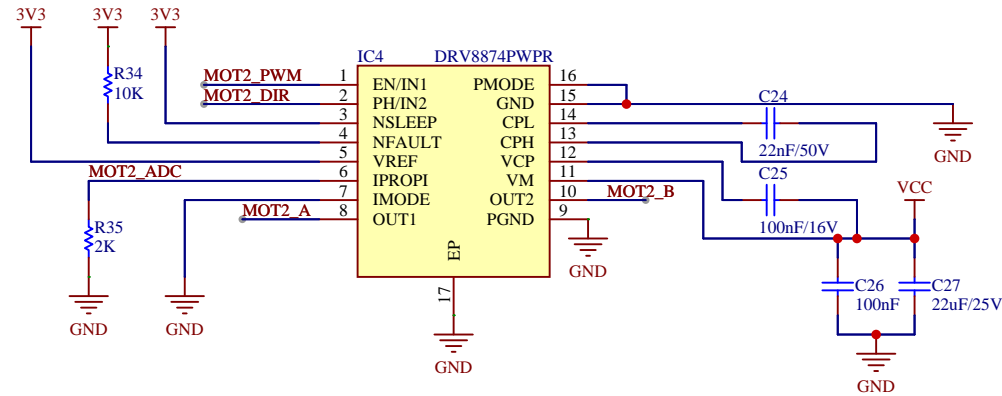 3V3 3V3 3V3
IC4 DRV8874PWPR
R34
10K
MOT2_PWM 1 EN/IN1 PMODE 16
MOT2_DIR 2 PH/IN2 GND 15
3 NSLEEP CPL 14
4 NFAULT CPH 13
5 VREF VCP 12
MOT2_ADC 6 IPROPI VM 11
7 IMODE OUT2 10 MOT2_B
MOT2_A 8 OUT1 PGND 9
EP
17
C24
22nF/50V
GND
C25
100nF/16V
VCC
R35
2K
GND
C26
100nF
C27
22uF/25V
GND GND
GND
GND